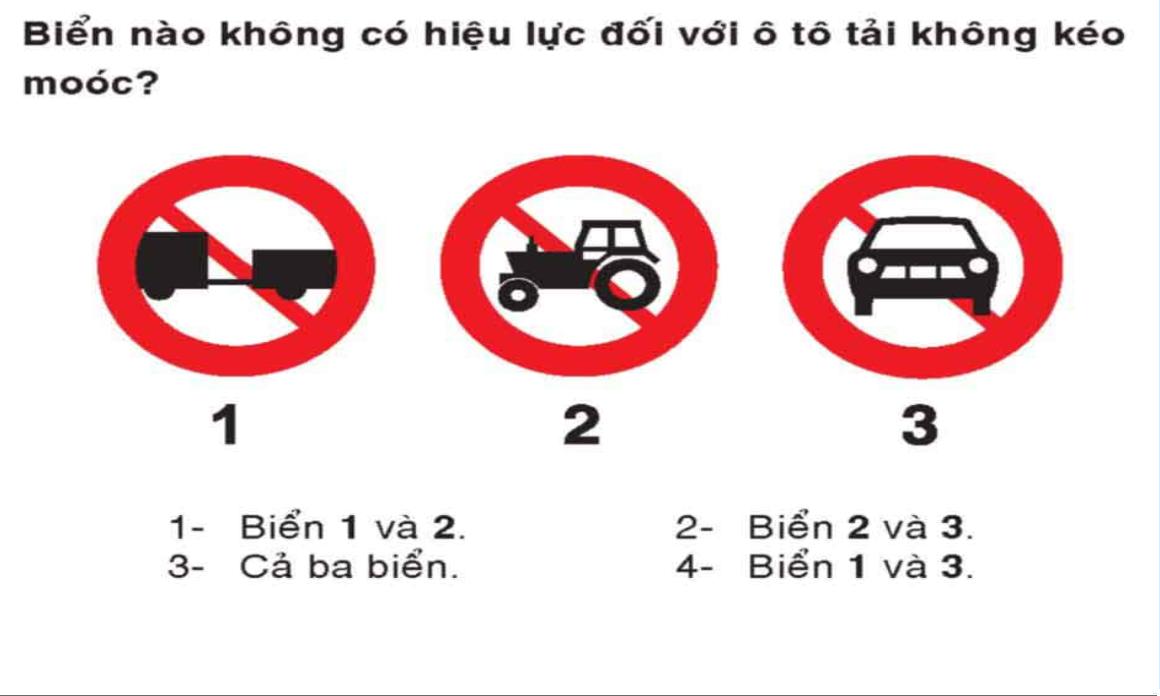 Biển nào không có hiệu lực đối với ô tô tải không kéo
moóc?
1 2 3
1- Biển 1 và 2. 2- Biển 2 và 3.
3- Cả ba biển. 4- Biển 1 và 3.